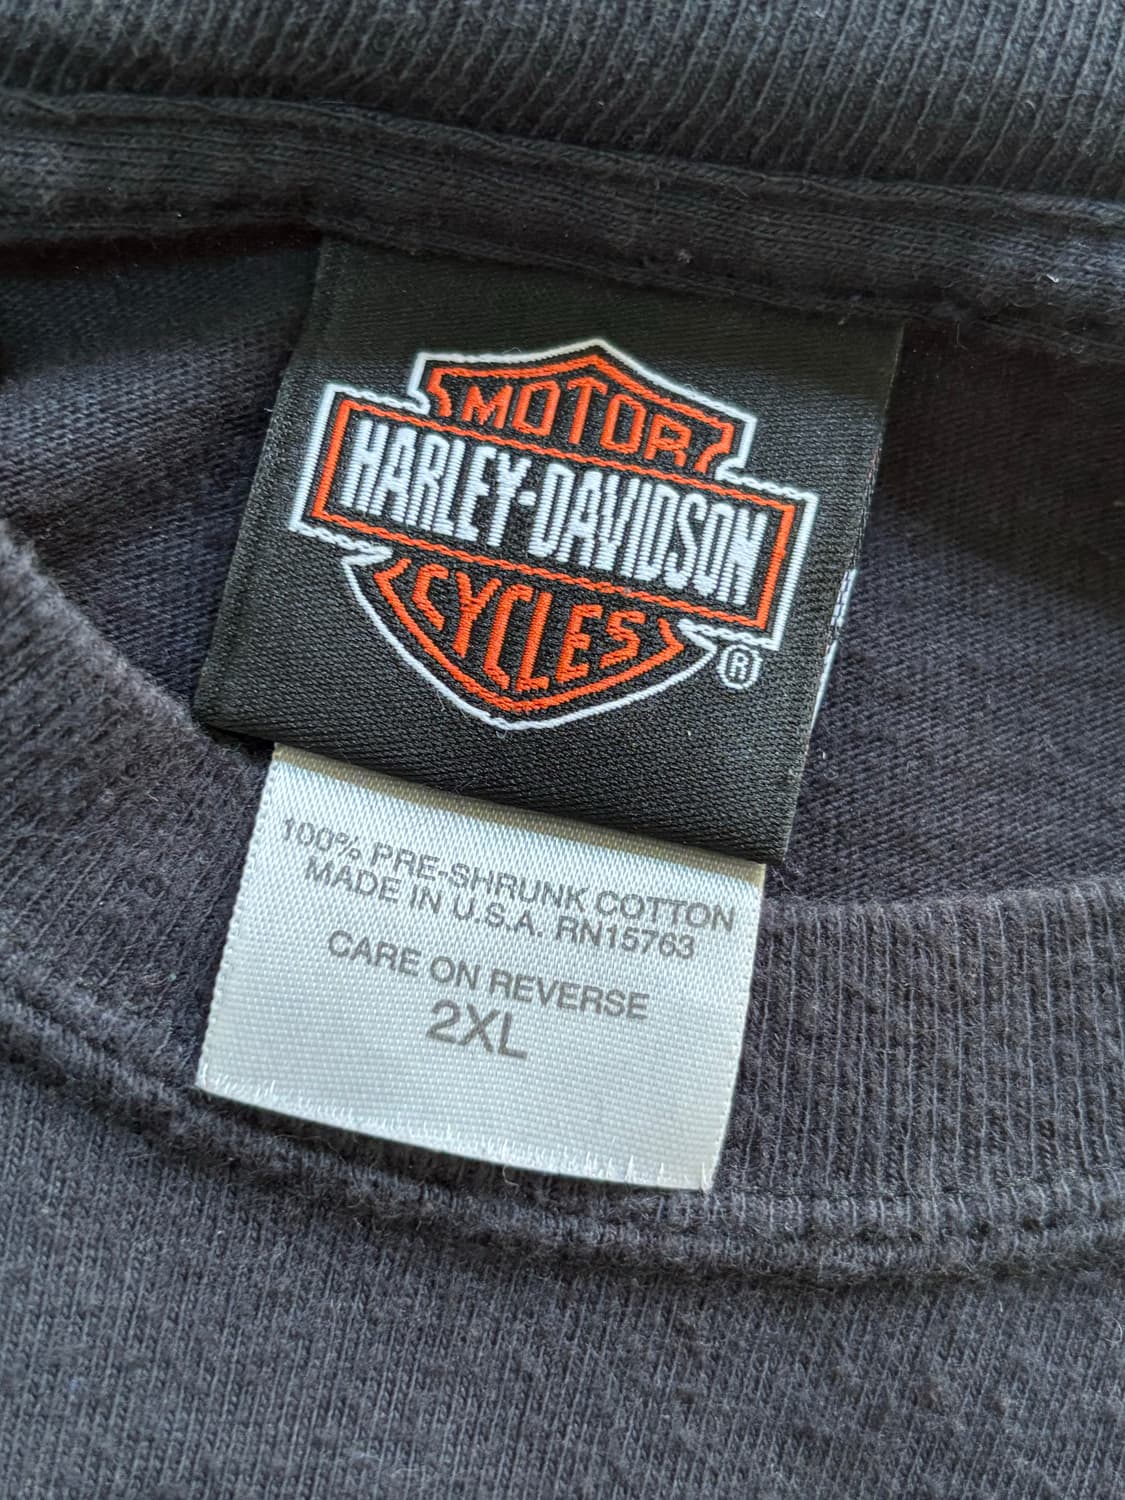 MOTOR
HARLEY-DAVIDSON
CYCLES
®
100% PRE-SHRUNK COTTON
MADE IN U.S.A. RN15763
CARE ON REVERSE
2XL